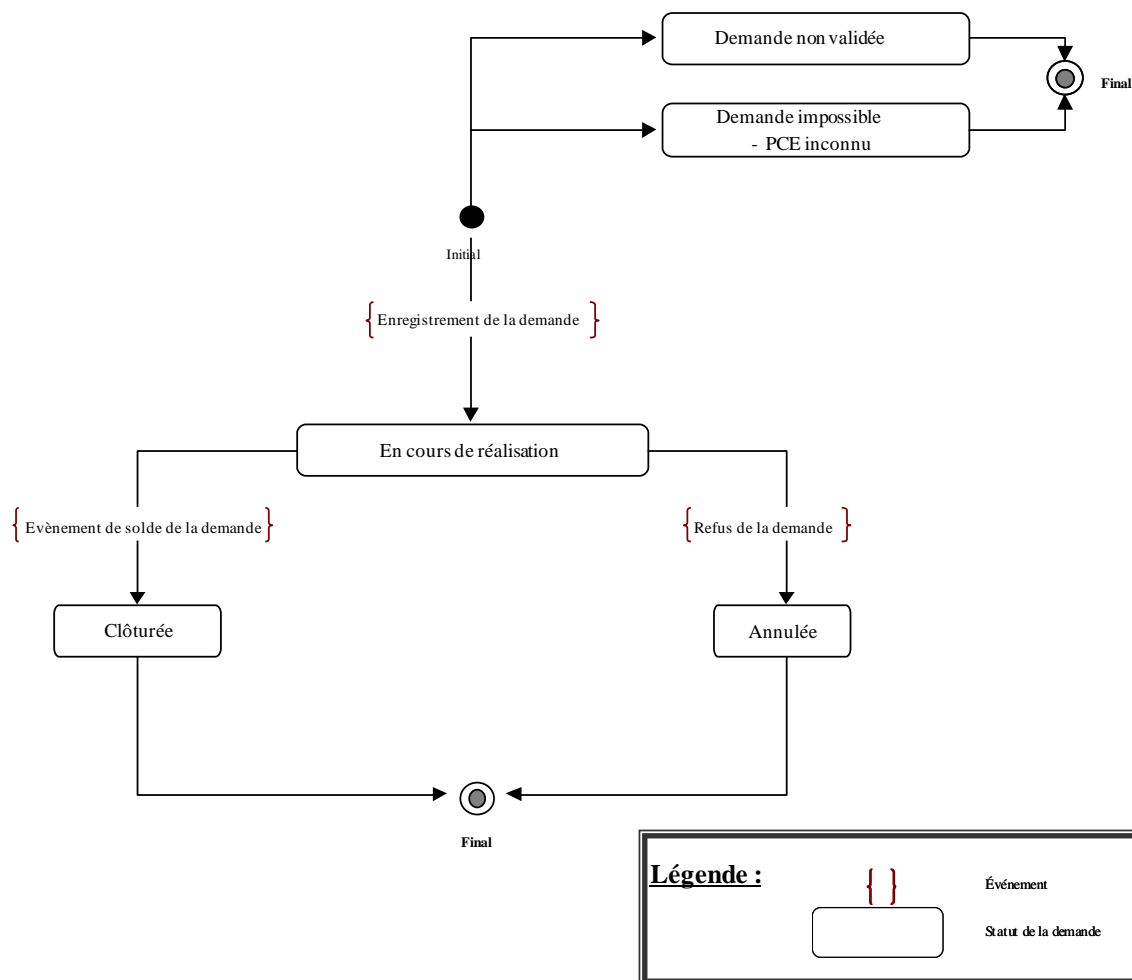 Demande non validée
Final
Demande impossible
- PCE inconnu
Initial
Enregistrement de la demande
En cours de réalisation
Evènement de solde de la demande
Refus de la demande
Clôturée
Annulée
Final
Légende :
{ }
Événement
Statut de la demande